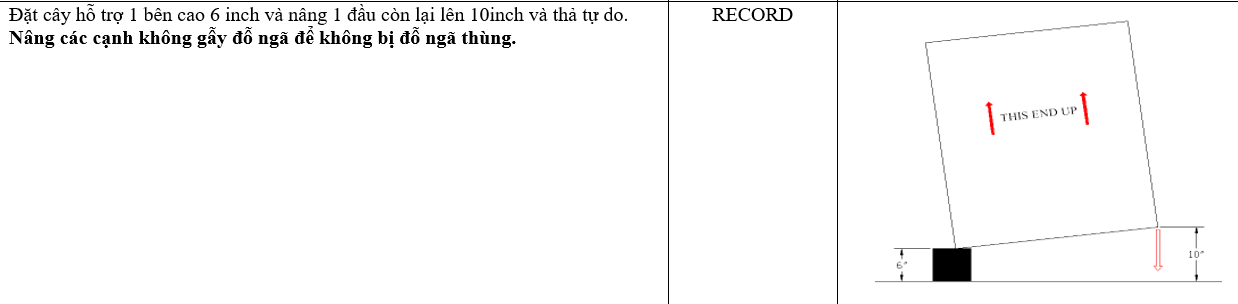 Đặt cây hỗ trợ 1 bên cao 6 inch và nâng 1 đầu còn lại lên 10inch và thả tự do.
Nâng các cạnh không gẫy đỗ ngã để không bị đỗ ngã thùng.
RECORD
THIS END UP
6"
10"